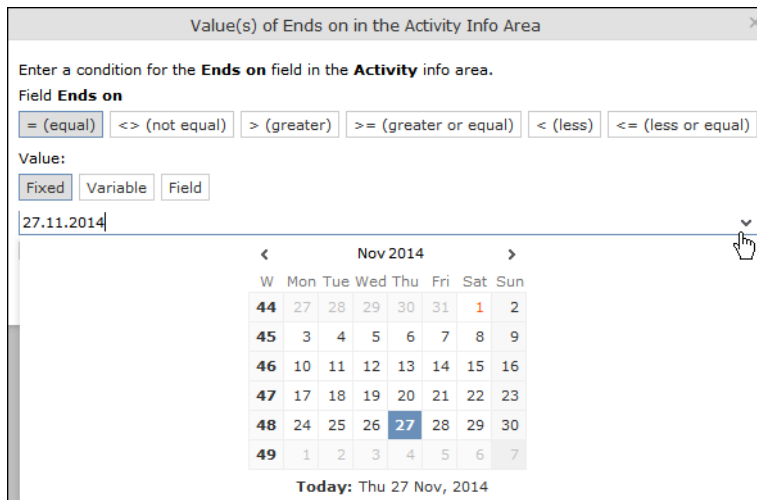 Value(s) of Ends on in the Activity Info Area
Enter a condition for the Ends on field in the Activity info area.
Field Ends on
= (equal) <> (not equal) > (greater) >= (greater or equal) < (less) <= (less or equal)
Value:
Fixed Variable Field
27.11.2014
Nov 2014
W Mon Tue Wed Thu Fri Sat Sun
44 27 28 29 30 31 1 2
45 3 4 5 6 7 8 9
46 10 11 12 13 14 15 16
47 17 18 19 20 21 22 23
48 24 25 26 27 28 29 30
49 1 2 3 4 5 6 7
Today: Thu 27 Nov, 2014